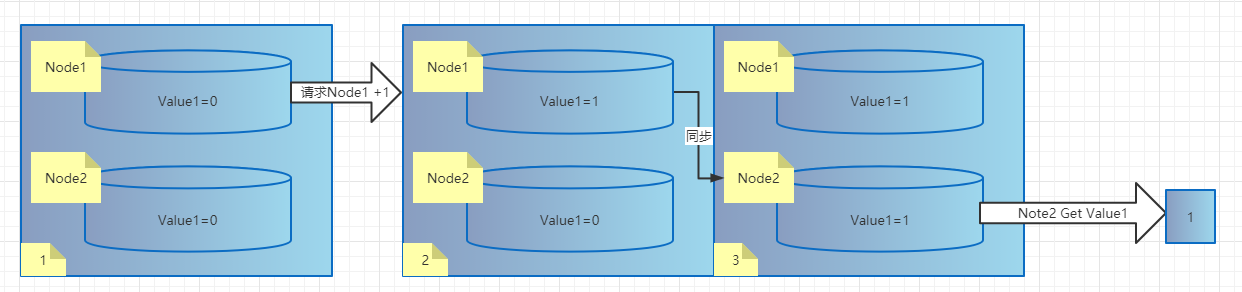 Node1
Value1=0
Node2
Value1=0
1
请求Node1 +1
Node1
Value1=1
Node2
Value1=0
2
同步
Node1
Value1=1
Node2
Value1=1
3
Note2 Get Value1
1